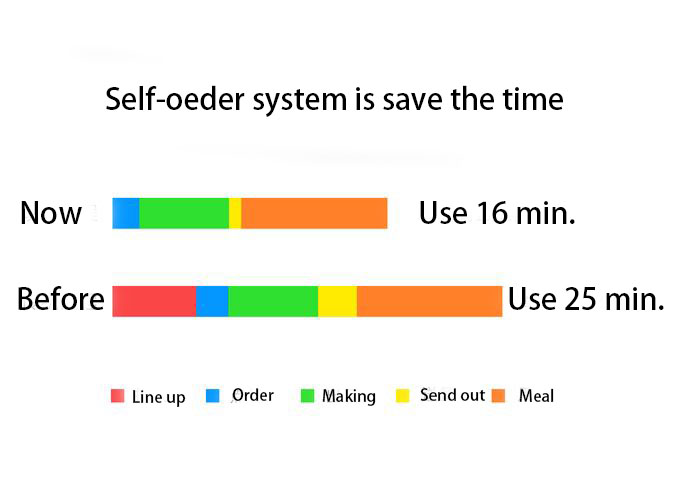 Self-oeder system is save the time
Now Use 16 min.
Before Use 25 min.
Line up Order Making Send out Meal